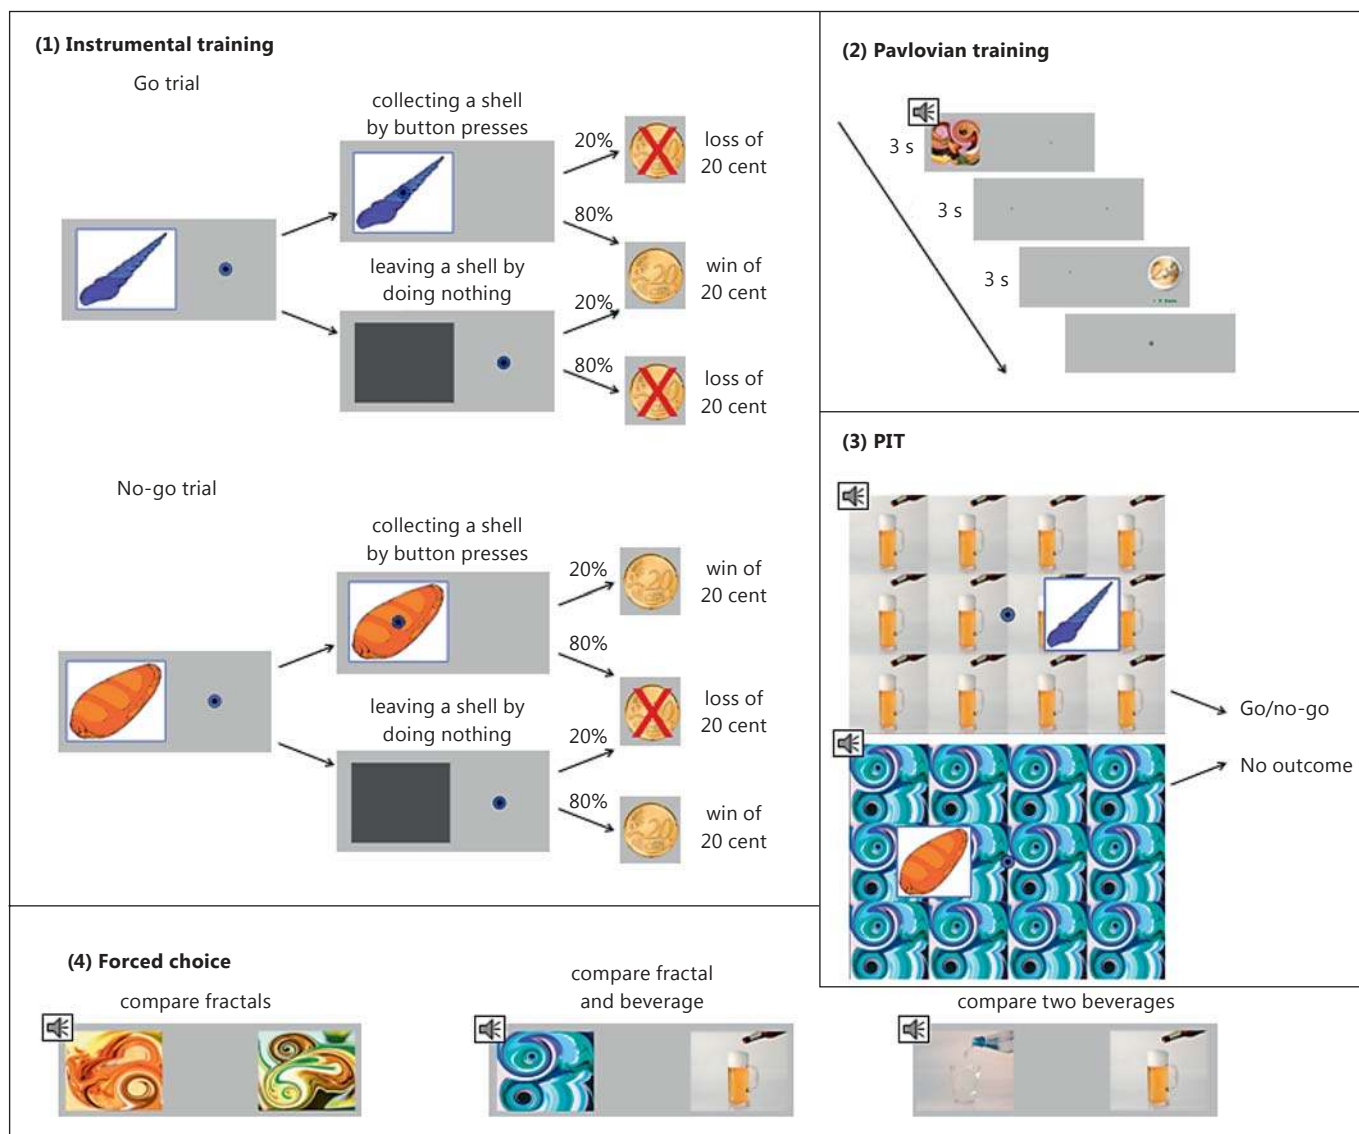 (1) Instrumental training
Go trial
collecting a shell
by button presses
20%
loss of
20 cent
80%
win of
20 cent
leaving a shell by
doing nothing
20%
80%
loss of
20 cent
No-go trial
collecting a shell
by button presses
20%
win of
20 cent
80%
loss of
20 cent
leaving a shell by
doing nothing
20%
80%
win of
20 cent
(2) Pavlovian training
3 s
3 s
3 s
(3) PIT
Go/no-go
No outcome
(4) Forced choice
compare fractals
compare fractal
and beverage
compare two beverages